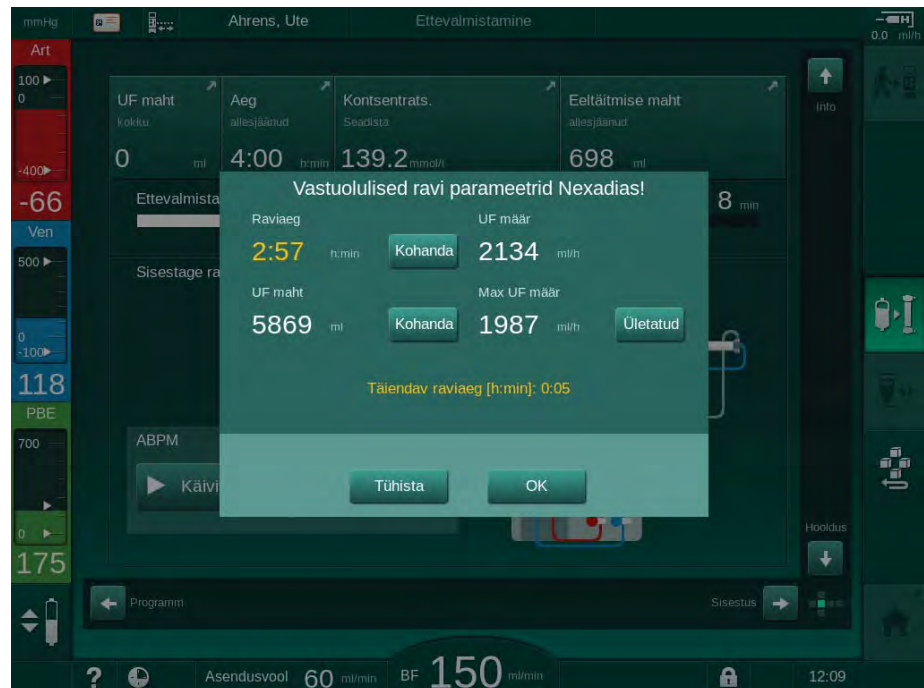 mmHg
Ahrens, Ute
Ettevalmistamine
0.0 ml/h
Art
100
0
-400
-66
Ven
500
0
-100
118
PBE
700
0
175
UF maht
kokku
0 ml
Aeg
allesjäänud
4:00 h:min
Kontsentrats.
Seadista
139.2 mmol/l
Eeltäitmise maht
allesjäänud
698 ml
Info
Ettevalmista
8 min
Sisestage ra
Vastuolulised ravi parameetrid Nexadias!
Raviaeg
2:57 h:min
Kohanda
UF määr
2134 ml/h
UF maht
5869 ml
Kohanda
Max UF määr
1987 ml/h
Ületatud
Täiendav raviaeg [h:min]: 0:05
Tühista
OK
ABPM
Käivi
Hooldus
Programm
Sisestus
?
Asendusvool 60 ml/min
BF 150 ml/min
12:09